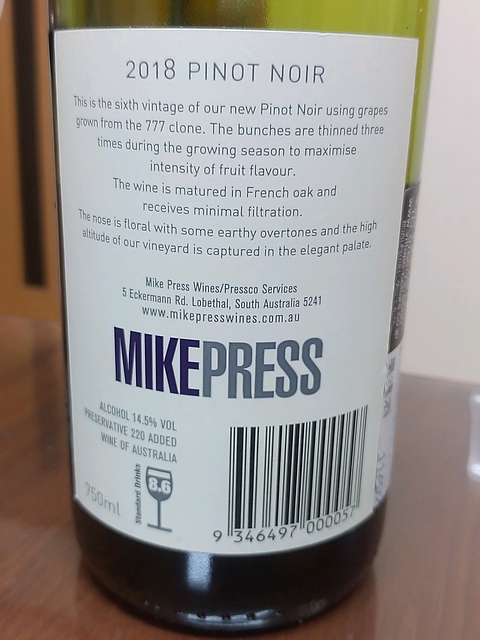 2018 PINOT NOIR
This is the sixth vintage of our new Pinot Noir using grapes
grown from the 777 clone. The bunches are thinned three
times during the growing season to maximise
intensity of fruit flavour.
The wine is matured in French oak and
receives minimal filtration.
The nose is floral with some earthy overtones and the high
altitude of our vineyard is captured in the elegant palate.
Mike Press Wines/Pressco Services
5 Eckermann Rd. Lobethal, South Australia 5241
www.mikepresswines.com.au
MIKEPRESS
ALCOHOL 14.5% VOL
PRESERVATIVE 220 ADDED
WINE OF AUSTRALIA
Standard Drinks
8.6
750ml
9 346497 000057